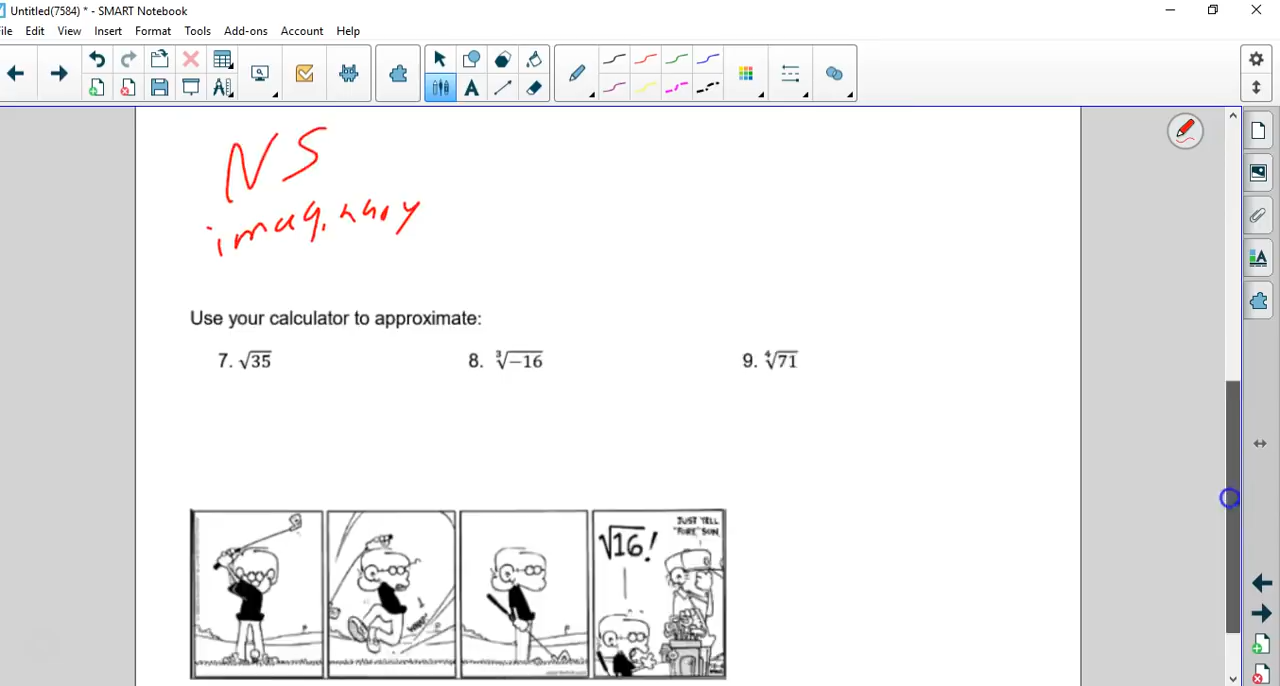 Untitled(7584) * - SMART Notebook
ile Edit View Insert Format Tools Add-ons Account Help
NS
imaginary
Use your calculator to approximate:
7. √35 8. ∛−16 9. ∜71
√16!
JUST YELL
"FORE" SON.